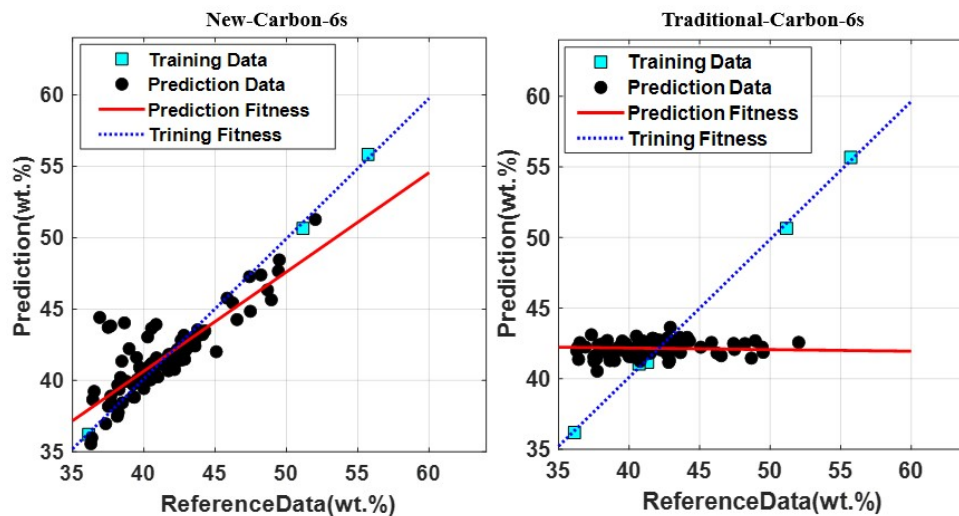 New-Carbon-6s
Training Data
Prediction Data
Prediction Fitness
Trining Fitness
60
55
50
45
40
35
Prediction(wt.%)
35 40 45 50 55 60
ReferenceData(wt.%)
Traditional-Carbon-6s
Training Data
Prediction Data
Prediction Fitness
Trining Fitness
60
55
50
45
40
35
Prediction(wt.%)
35 40 45 50 55 60
ReferenceData(wt.%)